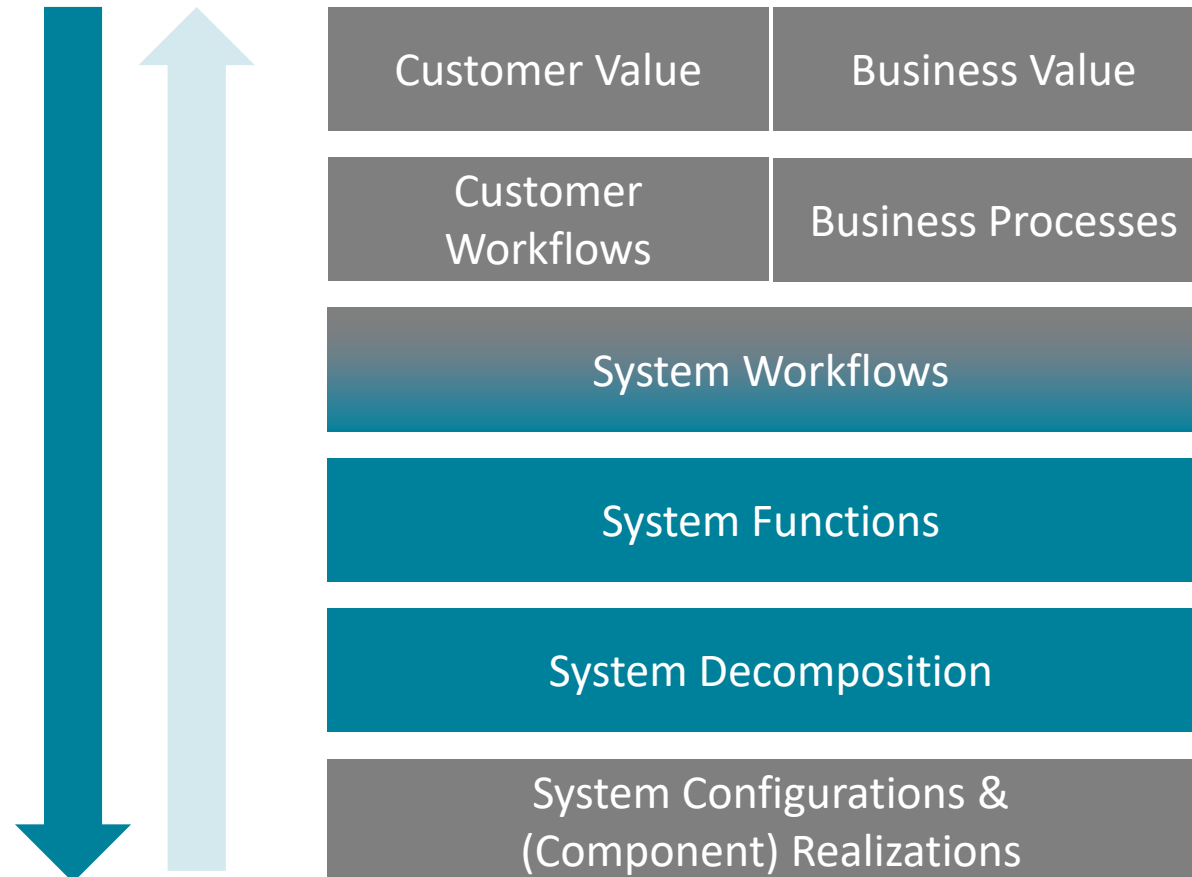 Customer Value
Business Value
Customer
Workflows
Business Processes
System Workflows
System Functions
System Decomposition
System Configurations &
(Component) Realizations